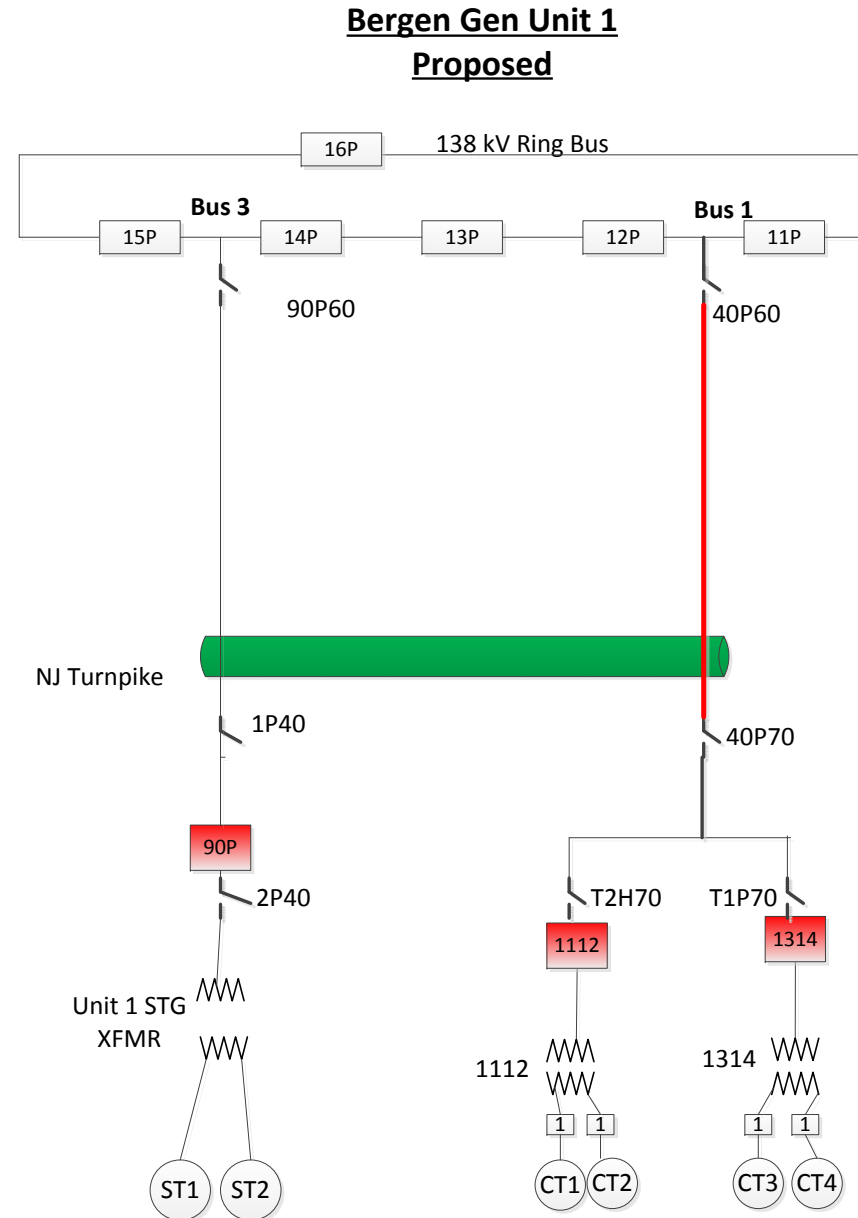 Bergen Gen Unit 1
Proposed
16P
138 kV Ring Bus
Bus 3
Bus 1
15P
14P
13P
12P
11P
90P60
40P60
NJ Turnpike
1P40
40P70
90P
2P40
T2H70
T1P70
1112
1314
Unit 1 STG
XFMR
1112
1314
1
1
1
1
ST1
ST2
CT1
CT2
CT3
CT4